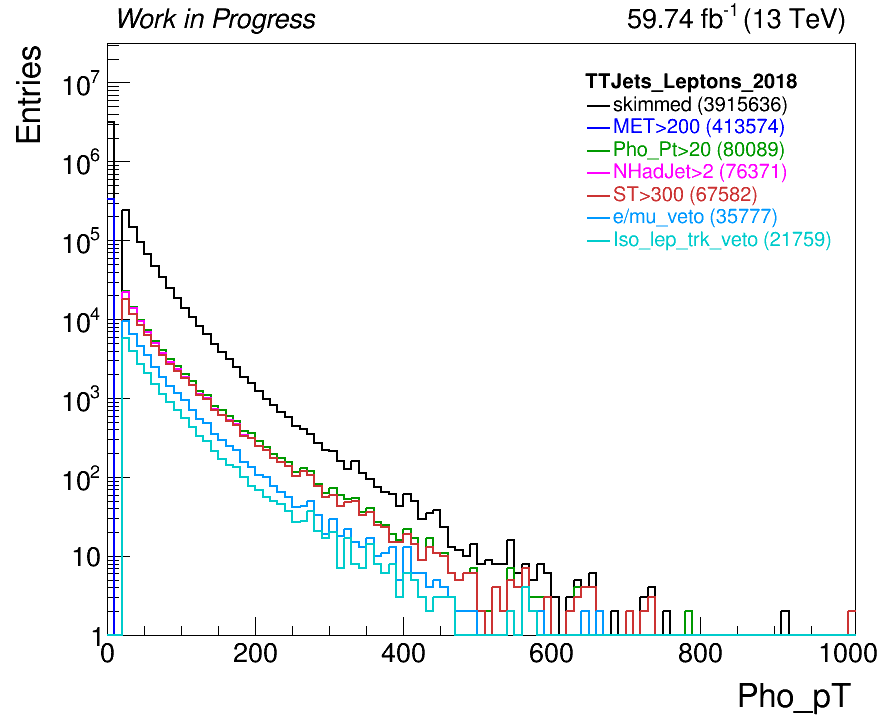 Work in Progress 59.74 fb-1 (13 TeV)
Entries
TTJets_Leptons_2018
skimmed (3915636)
MET>200 (413574)
Pho_Pt>20 (80089)
NHadJet>2 (76371)
ST>300 (67582)
e/mu_veto (35777)
Iso_lep_trk_veto (21759)
10^7
10^6
10^5
10^4
10^3
10^2
10
1
0 200 400 600 800 1000
Pho_pT